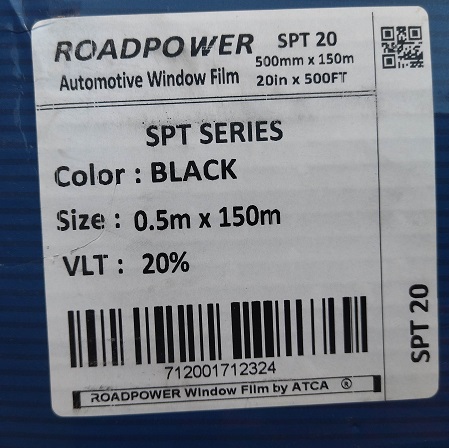 ROADPOWER SPT 20
500mm x 150m
Automotive Window Film 20in x 500FT
SPT SERIES
Color : BLACK
Size : 0.5m x 150m
VLT : 20%
712001712324
ROADPOWER Window Film by ATCA ®
SPT 20